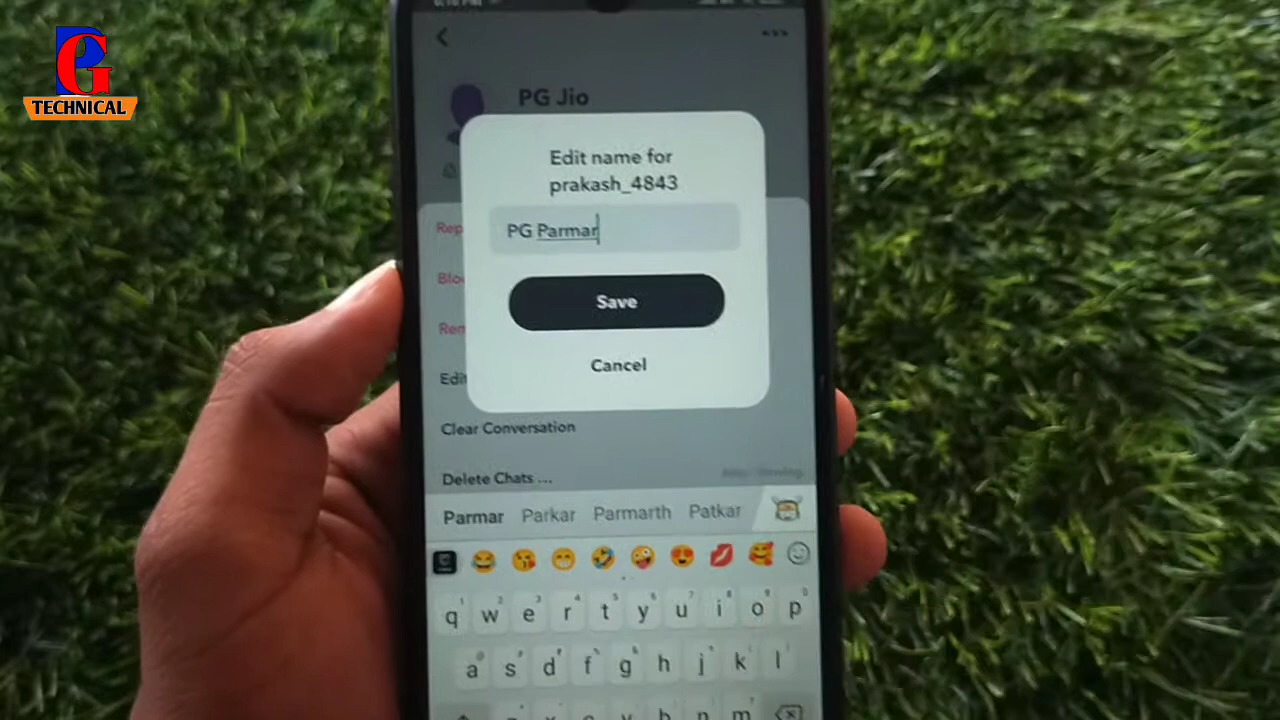 PG
TECHNICAL
PG Jio
Edit name for
prakash_4843
PG Parmar
Save
Cancel
Clear Conversation
Delete Chats ...
Parmar Parkar Parmarth Patkar
q w e r t y u i o p
a s d f g h j k l